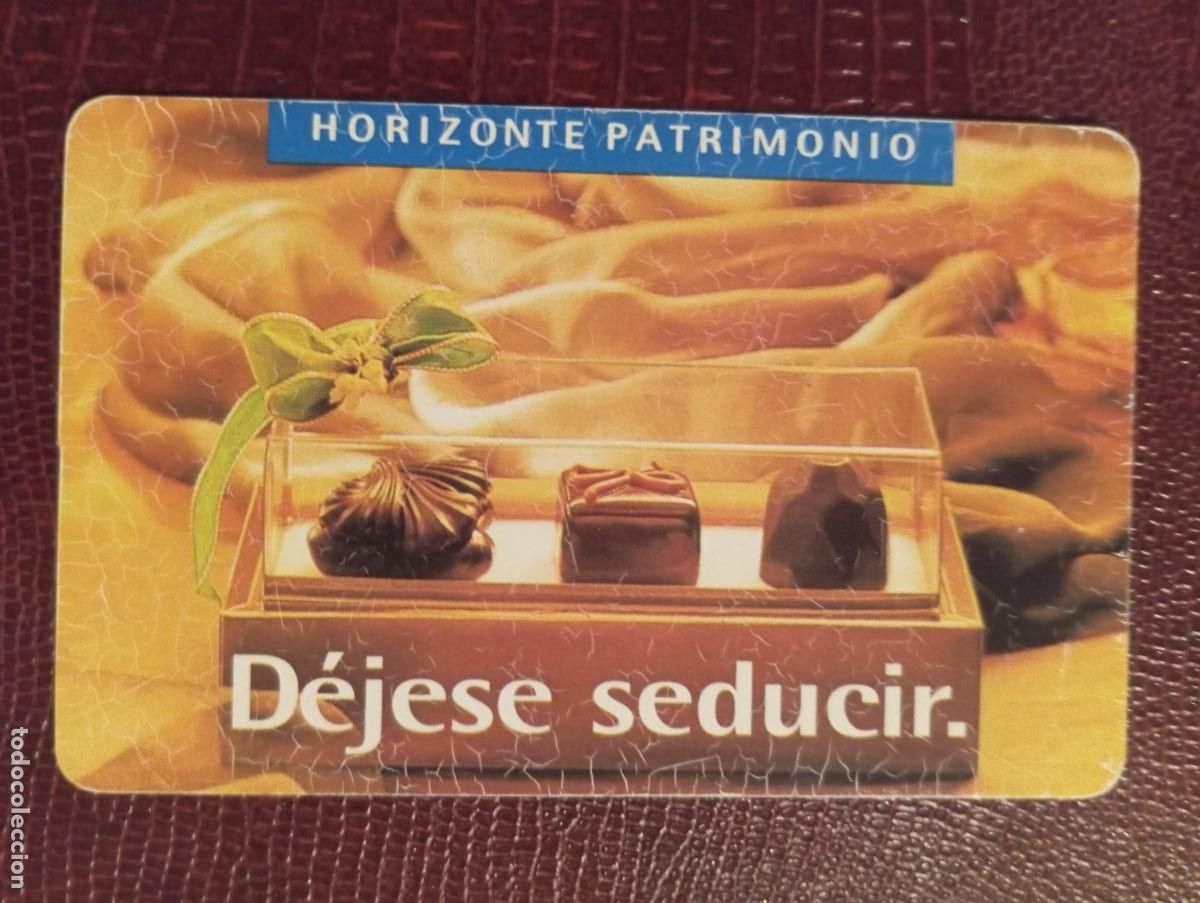 HORIZONTE PATRIMONIO
Déjese seducir.
todocoleccion